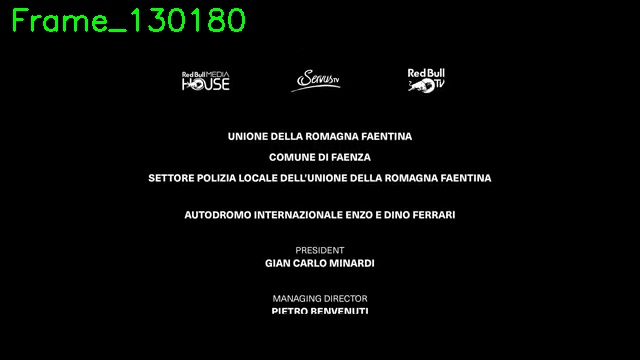 Frame_130180
Red Bull MEDIA HOUSE
ServusTV
Red Bull TV
UNIONE DELLA ROMAGNA FAENTINA
COMUNE DI FAENZA
SETTORE POLIZIA LOCALE DELL'UNIONE DELLA ROMAGNA FAENTINA
AUTODROMO INTERNAZIONALE ENZO E DINO FERRARI
PRESIDENT
GIAN CARLO MINARDI
MANAGING DIRECTOR
PIETRO BENVENUTI